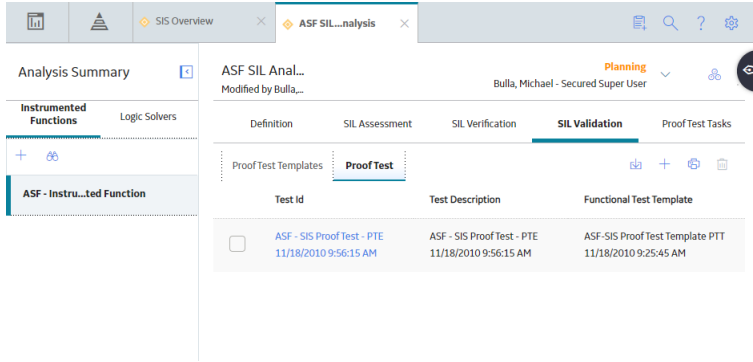 SIS Overview
ASF SIL...nalysis
?
Analysis Summary
ASF SIL Anal...
Modified by Bulla,...
Planning
Bulla, Michael - Secured Super User
Instrumented
Functions
Logic Solvers
Definition
SIL Assessment
SIL Verification
SIL Validation
Proof Test Tasks
Proof Test Templates
Proof Test
ASF - Instru...ted Function
Test Id
Test Description
Functional Test Template
ASF - SIS Proof Test - PTE
11/18/2010 9:56:15 AM
ASF - SIS Proof Test - PTE
11/18/2010 9:56:15 AM
ASF-SIS Proof Test Template PTT
11/18/2010 9:25:45 AM